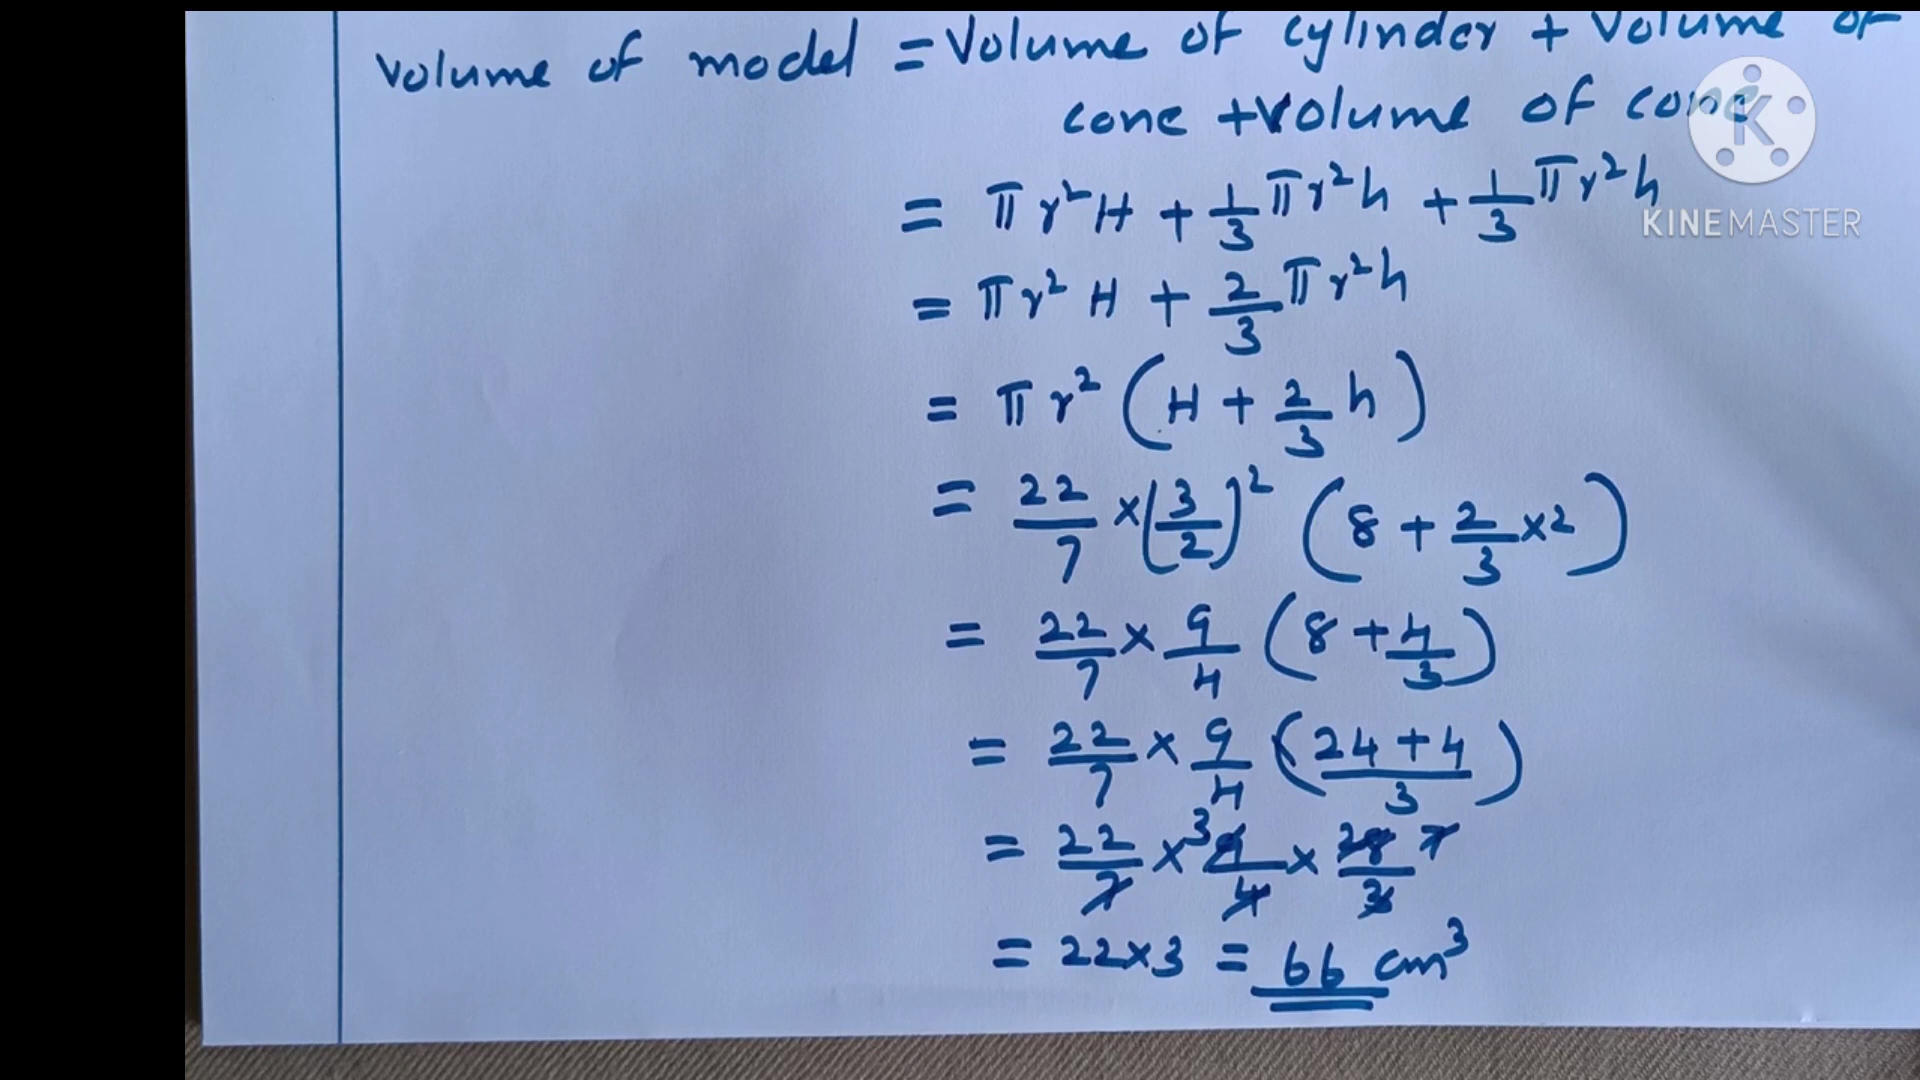 Volume of model = Volume of cylinder + Volume of
cone + Volume of cone
= πr²H + 1/3 πr²h + 1/3 πr²h
= πr²H + 2/3 πr²h
= πr² (H + 2/3 h)
= 22/7 × (3/2)² (8 + 2/3 × 2)
= 22/7 × 9/4 (8 + 4/3)
= 22/7 × 9/4 ((24 + 4)/3)
= 22/7 × ³9/4 × 28/3 7
= 22 × 3 = 66 cm³
K
KINEMASTER